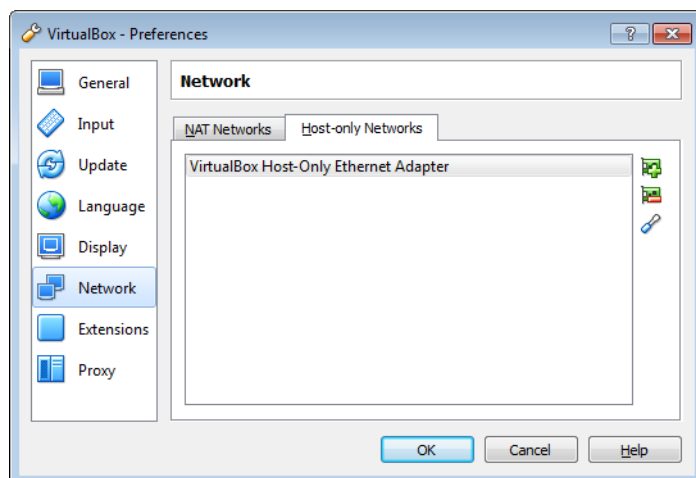 VirtualBox - Preferences
General
Input
Update
Language
Display
Network
Extensions
Proxy
Network
NAT Networks
Host-only Networks
VirtualBox Host-Only Ethernet Adapter
OK
Cancel
Help